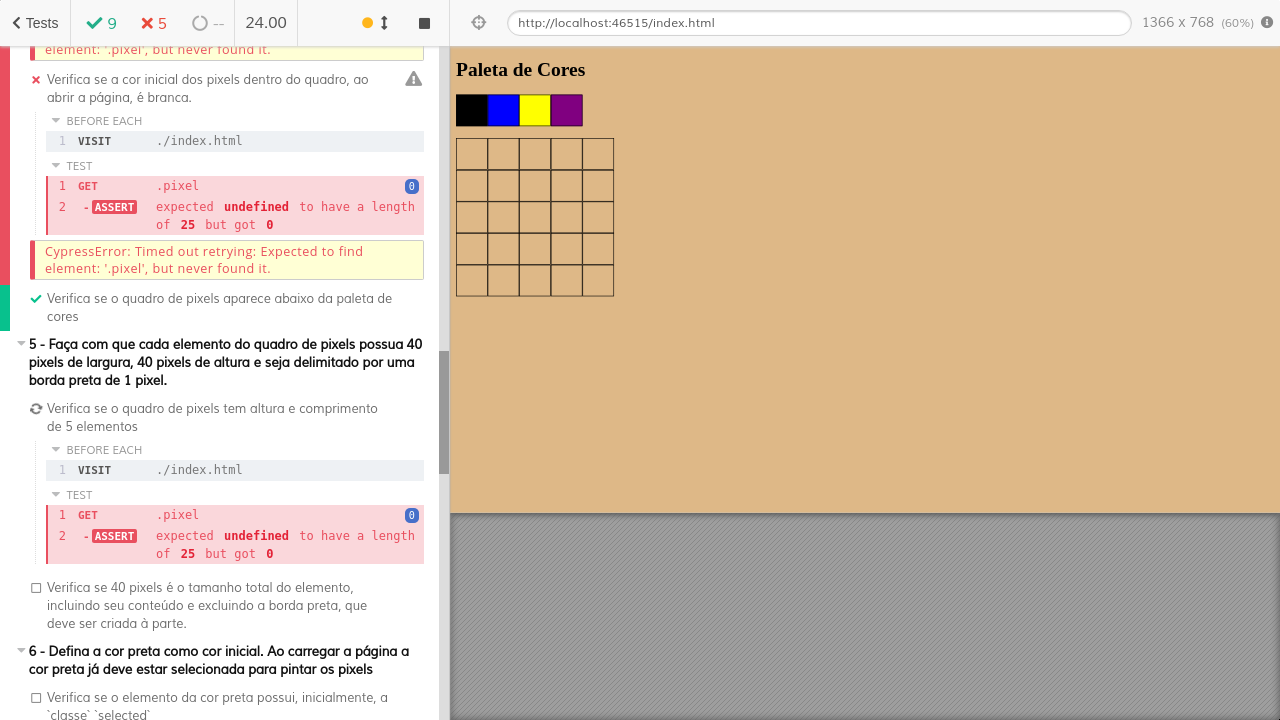 Tests 9 5 -- 24.00 http://localhost:46515/index.html 1366 x 768 (60%)
element: '.pixel', but never found it.
Verifica se a cor inicial dos pixels dentro do quadro, ao
abrir a página, é branca.
BEFORE EACH
1 VISIT ./index.html
TEST
1 GET .pixel 0
2 -ASSERT expected undefined to have a length
of 25 but got 0
CypressError: Timed out retrying: Expected to find
element: '.pixel', but never found it.
Verifica se o quadro de pixels aparece abaixo da paleta de
cores
5 - Faça com que cada elemento do quadro de pixels possua 40
pixels de largura, 40 pixels de altura e seja delimitado por uma
borda preta de 1 pixel.
Verifica se o quadro de pixels tem altura e comprimento
de 5 elementos
BEFORE EACH
1 VISIT ./index.html
TEST
1 GET .pixel 0
2 -ASSERT expected undefined to have a length
of 25 but got 0
Verifica se 40 pixels é o tamanho total do elemento,
incluindo seu conteúdo e excluindo a borda preta, que
deve ser criada à parte.
6 - Defina a cor preta como cor inicial. Ao carregar a página a
cor preta já deve estar selecionada para pintar os pixels
Verifica se o elemento da cor preta possui, inicialmente, a
`classe` `selected`
Paleta de Cores